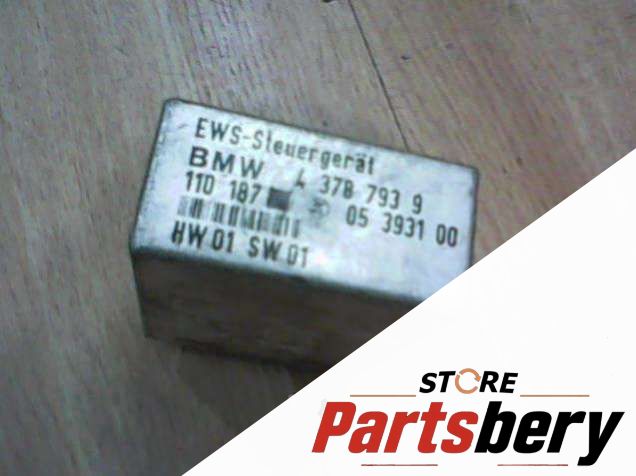 EWS-Steuergerät
BMW 4 378 793 9
110 187 05 3931 00
HW 01 SW 01
STORE
Partsbery